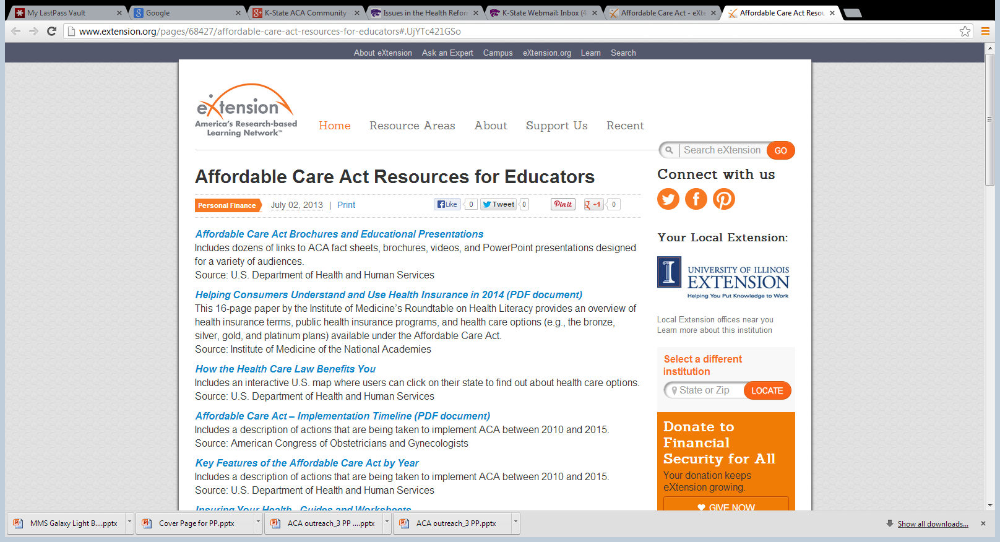 My LastPass Vault
Google
K-State ACA Community
Issues in the Health Refor
K-State Webmail: Inbox (4
Affordable Care Act - eXte
Affordable Care Act Resou
www.extension.org/pages/68427/affordable-care-act-resources-for-educators#.UjYTc421GSo
About eXtension Ask an Expert Campus eXtension.org Learn Search
eXtension
America's Research-based
Learning Network™
Home Resource Areas About Support Us Recent
Search eXtension GO
Affordable Care Act Resources for Educators
Personal Finance July 02, 2013 | Print
Like 0 Tweet 0 Pin it +1 0
Affordable Care Act Brochures and Educational Presentations
Includes dozens of links to ACA fact sheets, brochures, videos, and PowerPoint presentations designed
for a variety of audiences.
Source: U.S. Department of Health and Human Services
Helping Consumers Understand and Use Health Insurance in 2014 (PDF document)
This 16-page paper by the Institute of Medicine’s Roundtable on Health Literacy provides an overview of
health insurance terms, public health insurance programs, and health care options (e.g., the bronze,
silver, gold, and platinum plans) available under the Affordable Care Act.
Source: Institute of Medicine of the National Academies
How the Health Care Law Benefits You
Includes an interactive U.S. map where users can click on their state to find out about health care options.
Source: U.S. Department of Health and Human Services
Affordable Care Act – Implementation Timeline (PDF document)
Includes a description of actions that are being taken to implement ACA between 2010 and 2015.
Source: American Congress of Obstetricians and Gynecologists
Key Features of the Affordable Care Act by Year
Includes a description of actions that are being taken to implement ACA between 2010 and 2015.
Source: U.S. Department of Health and Human Services
Insuring Your Health - Guides and Worksheets
Connect with us
Your Local Extension:
UNIVERSITY OF ILLINOIS
EXTENSION
Helping You Put Knowledge to Work
Local Extension offices near you
Learn more about this institution
Select a different
institution
State or Zip LOCATE
Donate to
Financial
Security for All
Your donation keeps
eXtension growing.
GIVE NOW
MMS Galaxy Light B....pptx
Cover Page for PP.pptx
ACA outreach_3 PP ....pptx
ACA outreach_3 PP.pptx
Show all downloads...